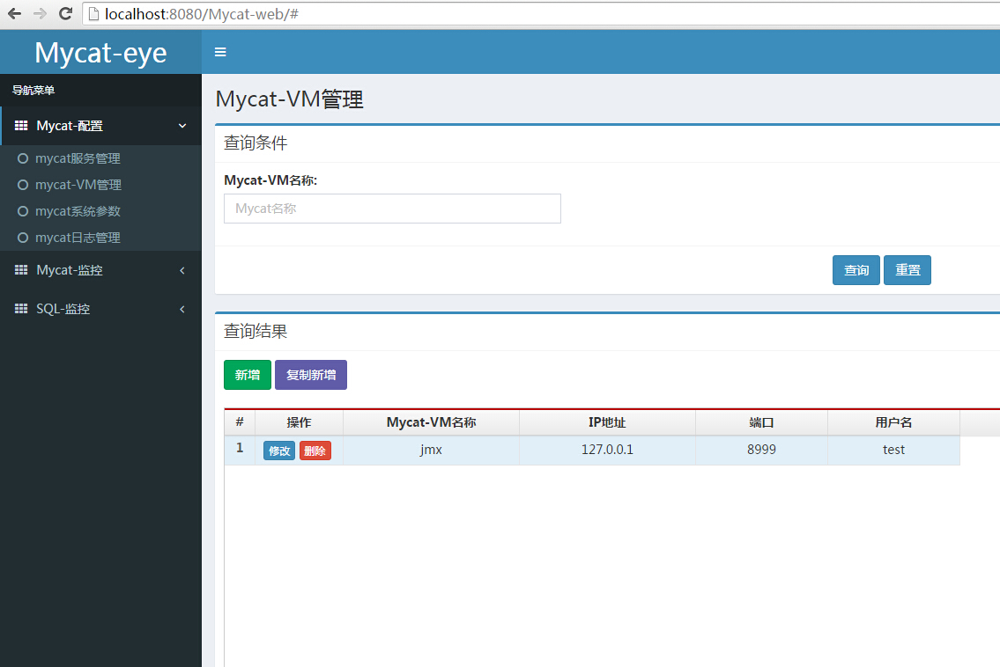 localhost:8080/Mycat-web/#
Mycat-eye
导航菜单
Mycat-配置
mycat服务管理
mycat-VM管理
mycat系统参数
mycat日志管理
Mycat-监控
SQL-监控
Mycat-VM管理
查询条件
Mycat-VM名称:
Mycat名称
查询 重置
查询结果
新增 复制新增
# 操作 Mycat-VM名称 IP地址 端口 用户名
1 修改 删除 jmx 127.0.0.1 8999 test